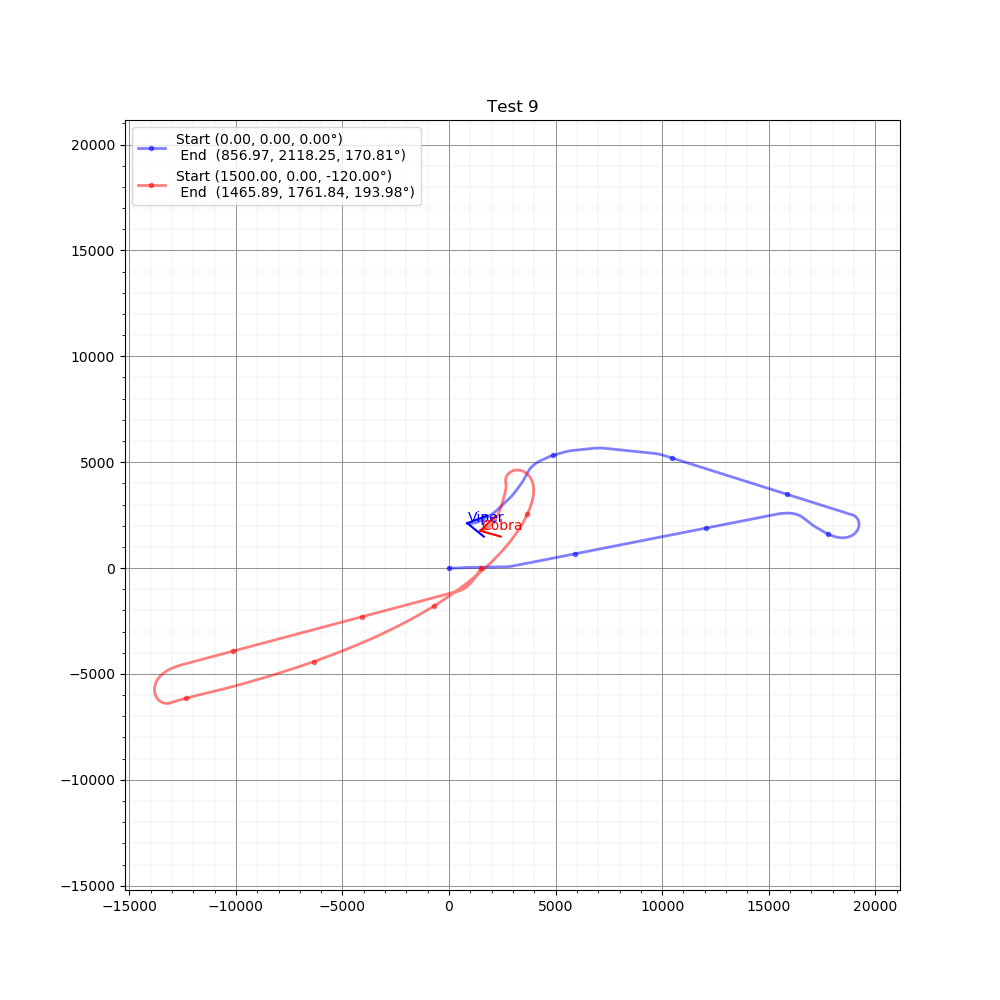 Test 9
Start (0.00, 0.00, 0.00°)
End (856.97, 2118.25, 170.81°)
Start (1500.00, 0.00, -120.00°)
End (1465.89, 1761.84, 193.98°)
20000
15000
10000
5000
Viper
Cobra
0
−5000
−10000
−15000
−15000 −10000 −5000 0 5000 10000 15000 20000